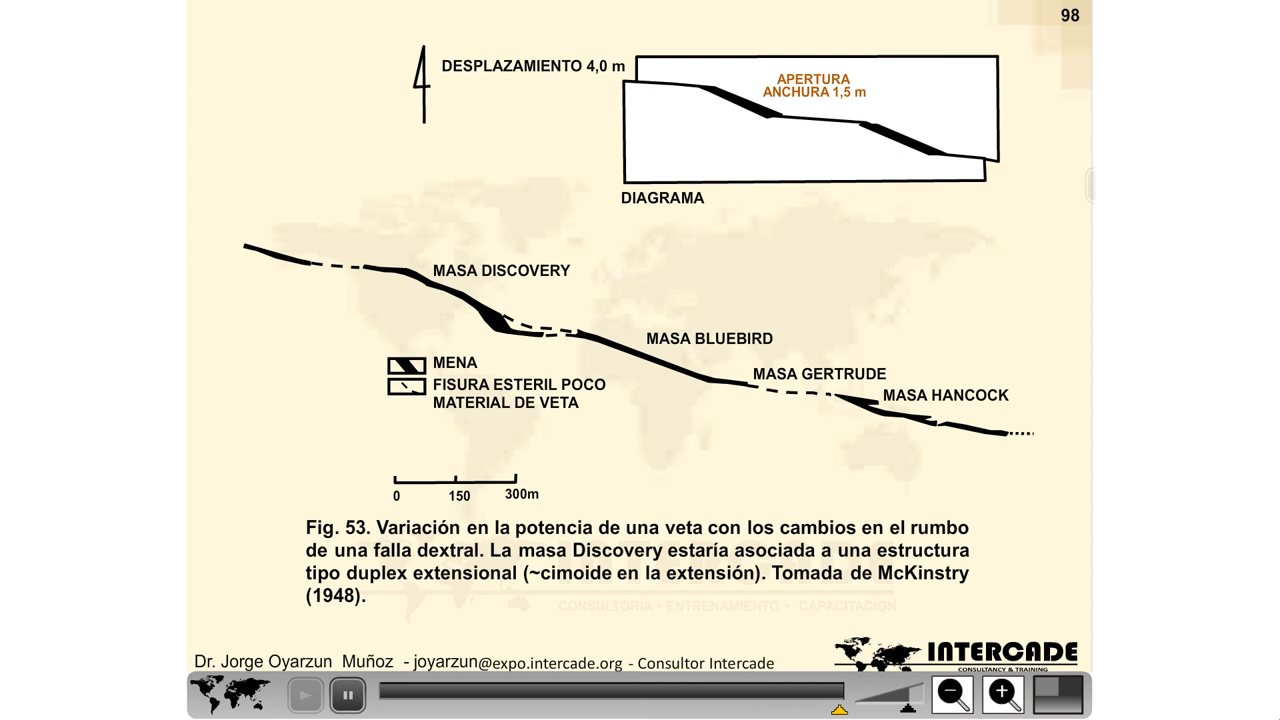 98
DESPLAZAMIENTO 4,0 m
APERTURA
ANCHURA 1,5 m
DIAGRAMA
MASA DISCOVERY
MASA BLUEBIRD
MENA
MASA GERTRUDE
FISURA ESTERIL POCO
MATERIAL DE VETA
MASA HANCOCK
0 150 300m
Fig. 53. Variación en la potencia de una veta con los cambios en el rumbo
de una falla dextral. La masa Discovery estaría asociada a una estructura
tipo duplex extensional (~cimoide en la extensión). Tomada de McKinstry
(1948).
CONSULTORIA • ENTRENAMIENTO • CAPACITACION
INTERCADE
CONSULTANCY & TRAINING
Dr. Jorge Oyarzun Muñoz - joyarzun@expo.intercade.org - Consultor Intercade